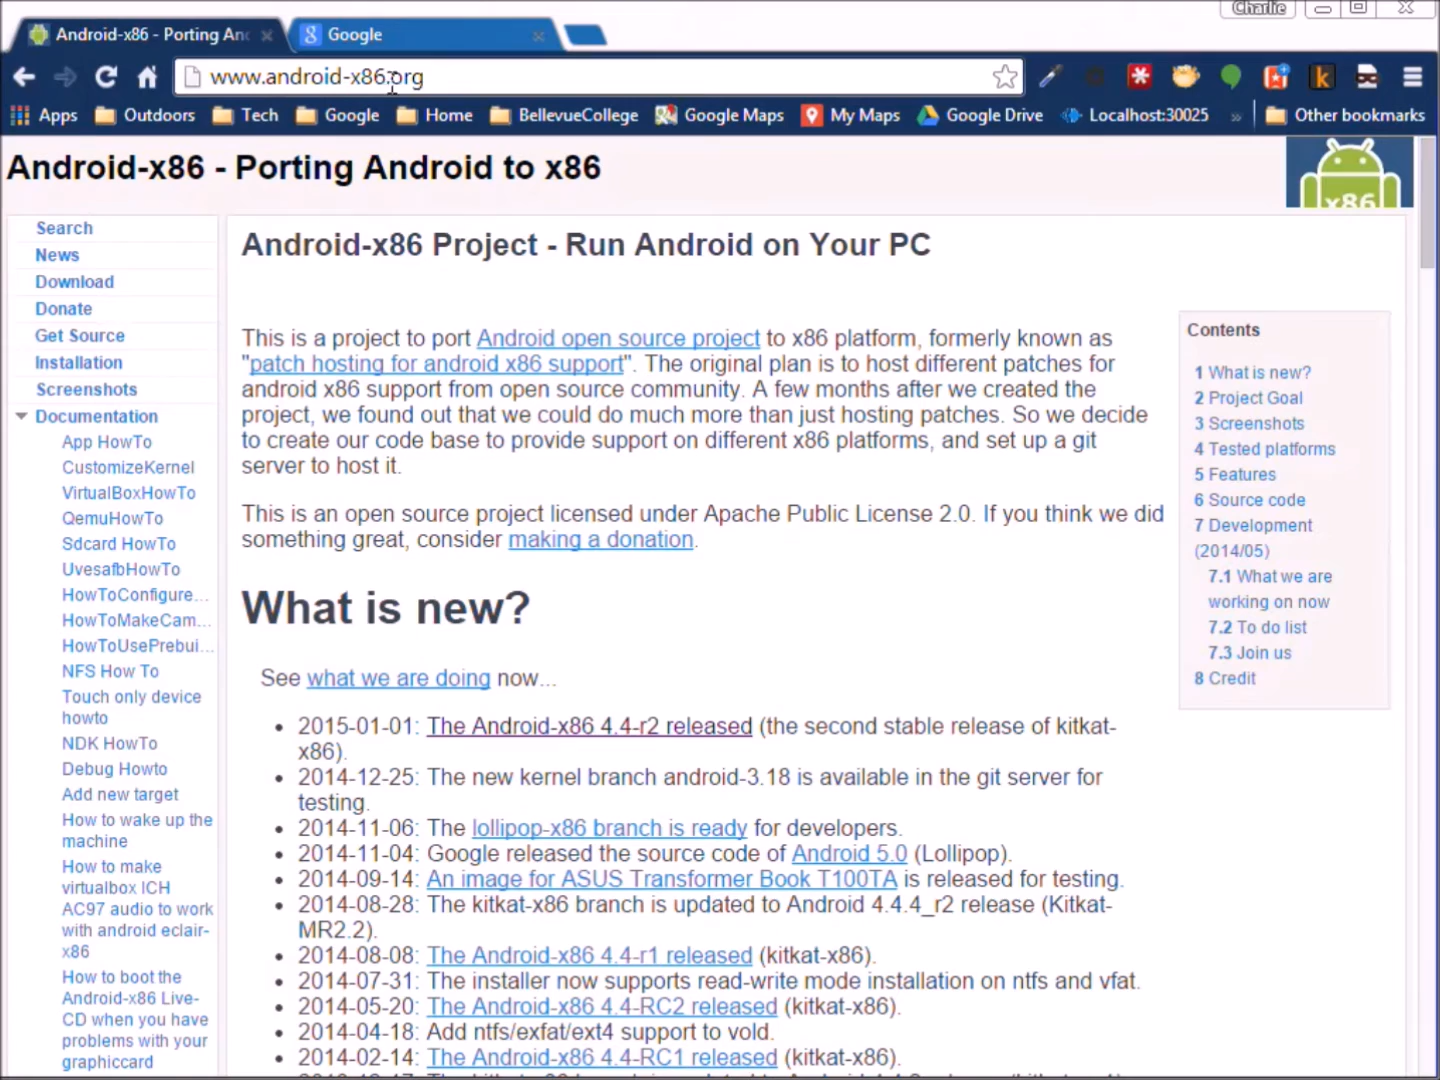 Charlie
Android-x86 - Porting An
Google
www.android-x86.org
Apps Outdoors Tech Google Home BellevueCollege Google Maps My Maps Google Drive Localhost:30025 » Other bookmarks
Android-x86 - Porting Android to x86
x86
Search
News
Download
Donate
Get Source
Installation
Screenshots
Documentation
App HowTo
CustomizeKernel
VirtualBoxHowTo
QemuHowTo
Sdcard HowTo
UvesafbHowTo
HowToConfigure...
HowToMakeCam...
HowToUsePrebui...
NFS How To
Touch only device
howto
NDK HowTo
Debug Howto
Add new target
How to wake up the
machine
How to make
virtualbox ICH
AC97 audio to work
with android eclair-
x86
How to boot the
Android-x86 Live-
CD when you have
problems with your
graphiccard
Android-x86 Project - Run Android on Your PC
This is a project to port Android open source project to x86 platform, formerly known as
"patch hosting for android x86 support". The original plan is to host different patches for
android x86 support from open source community. A few months after we created the
project, we found out that we could do much more than just hosting patches. So we decide
to create our code base to provide support on different x86 platforms, and set up a git
server to host it.
This is an open source project licensed under Apache Public License 2.0. If you think we did
something great, consider making a donation.
What is new?
See what we are doing now...
• 2015-01-01: The Android-x86 4.4-r2 released (the second stable release of kitkat-
x86).
• 2014-12-25: The new kernel branch android-3.18 is available in the git server for
testing.
• 2014-11-06: The lollipop-x86 branch is ready for developers.
• 2014-11-04: Google released the source code of Android 5.0 (Lollipop).
• 2014-09-14: An image for ASUS Transformer Book T100TA is released for testing.
• 2014-08-28: The kitkat-x86 branch is updated to Android 4.4.4_r2 release (Kitkat-
MR2.2).
• 2014-08-08: The Android-x86 4.4-r1 released (kitkat-x86).
• 2014-07-31: The installer now supports read-write mode installation on ntfs and vfat.
• 2014-05-20: The Android-x86 4.4-RC2 released (kitkat-x86).
• 2014-04-18: Add ntfs/exfat/ext4 support to vold.
• 2014-02-14: The Android-x86 4.4-RC1 released (kitkat-x86).
Contents
1 What is new?
2 Project Goal
3 Screenshots
4 Tested platforms
5 Features
6 Source code
7 Development
(2014/05)
7.1 What we are
working on now
7.2 To do list
7.3 Join us
8 Credit